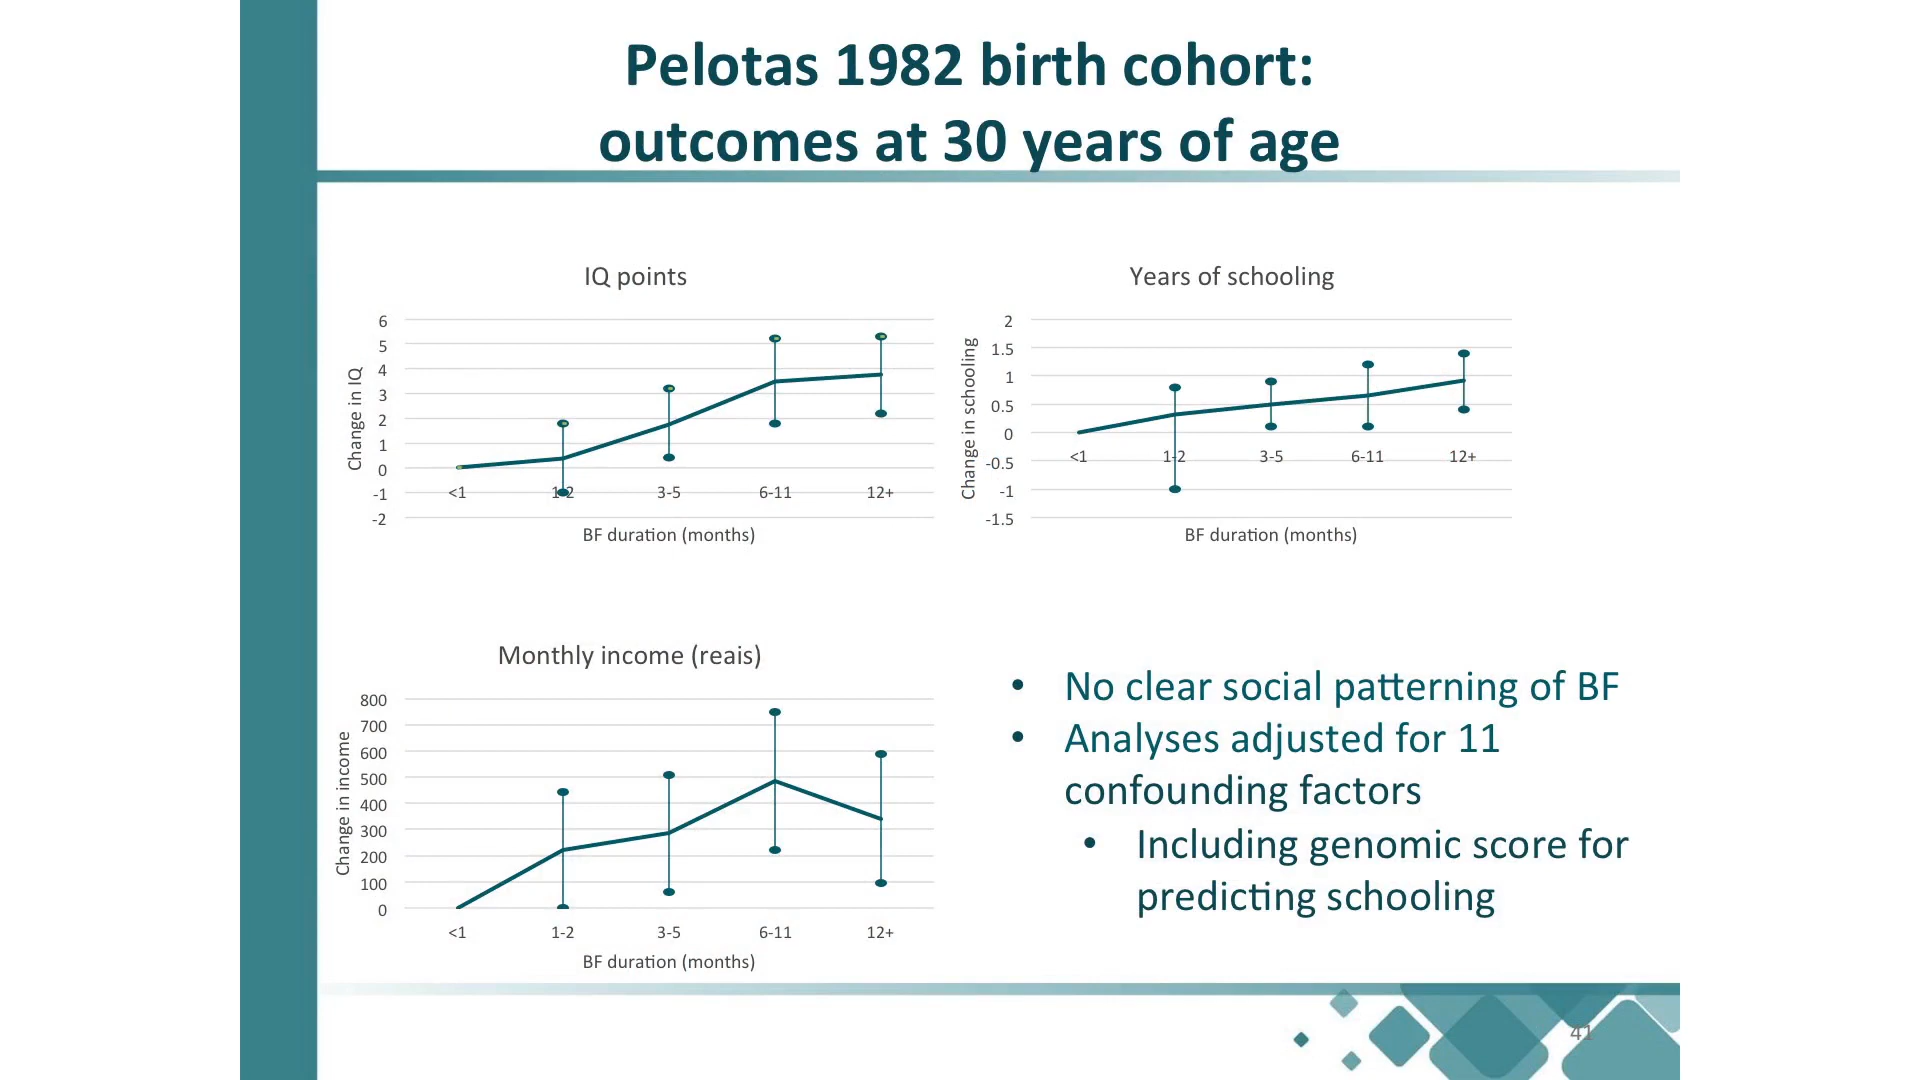 Pelotas 1982 birth cohort:
outcomes at 30 years of age
IQ points
Change in IQ
6
5
4
3
2
1
0
-1
-2
<1
1-2
3-5
6-11
12+
BF duration (months)
Years of schooling
Change in schooling
2
1.5
1
0.5
0
-0.5
-1
-1.5
<1
1-2
3-5
6-11
12+
BF duration (months)
Monthly income (reais)
Change in income
800
700
600
500
400
300
200
100
0
<1
1-2
3-5
6-11
12+
BF duration (months)
• No clear social patterning of BF
• Analyses adjusted for 11
confounding factors
• Including genomic score for
predicting schooling
41